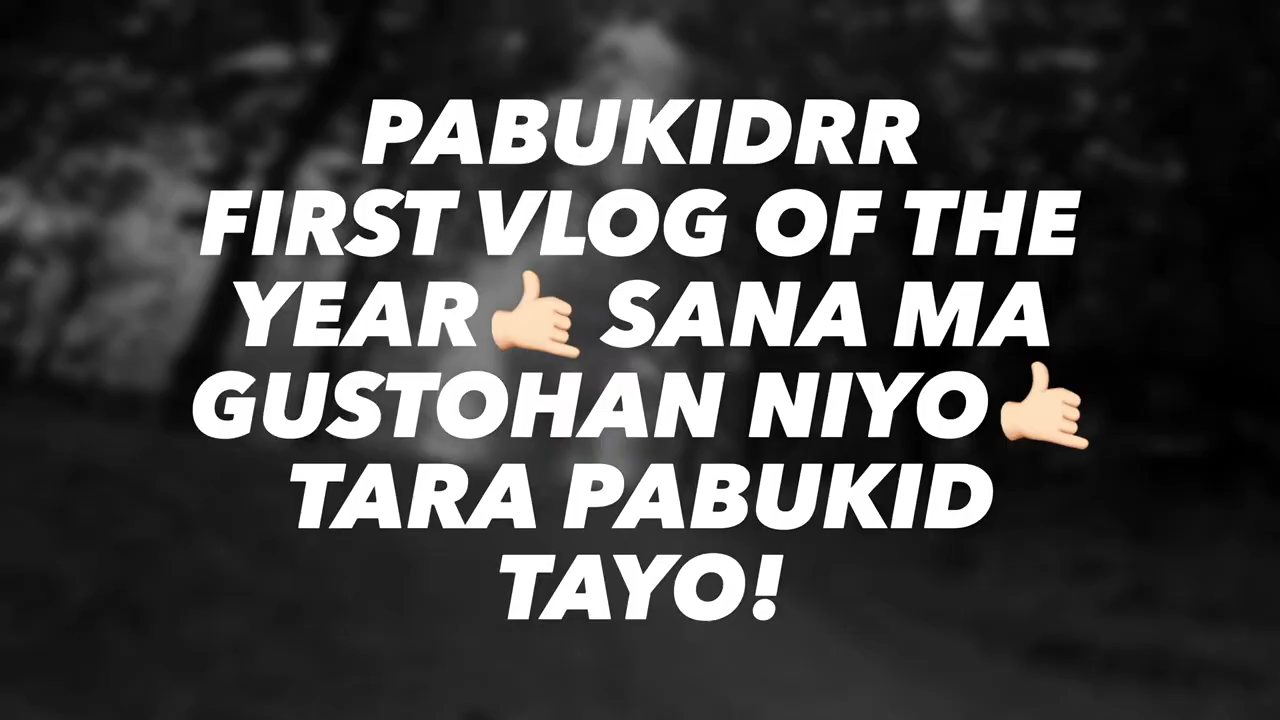 PABUKIDRR
FIRST VLOG OF THE
YEAR🤙🏻 SANA MA
GUSTOHAN NIYO🤙🏻
TARA PABUKID
TAYO!